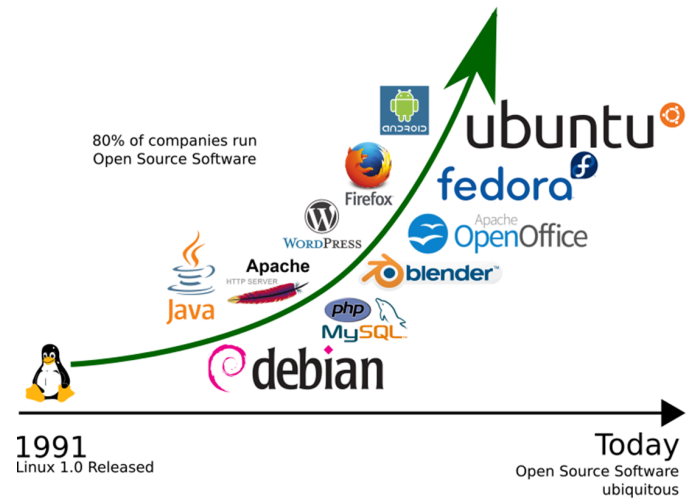 ANDROID
ubuntu
80% of companies run
Open Source Software
Firefox
fedora
WORDPRESS
Apache
OpenOffice
Java
Apache
HTTP SERVER
blender™
php
MySQL
debian
1991
Linux 1.0 Released
Today
Open Source Software
ubiquitous